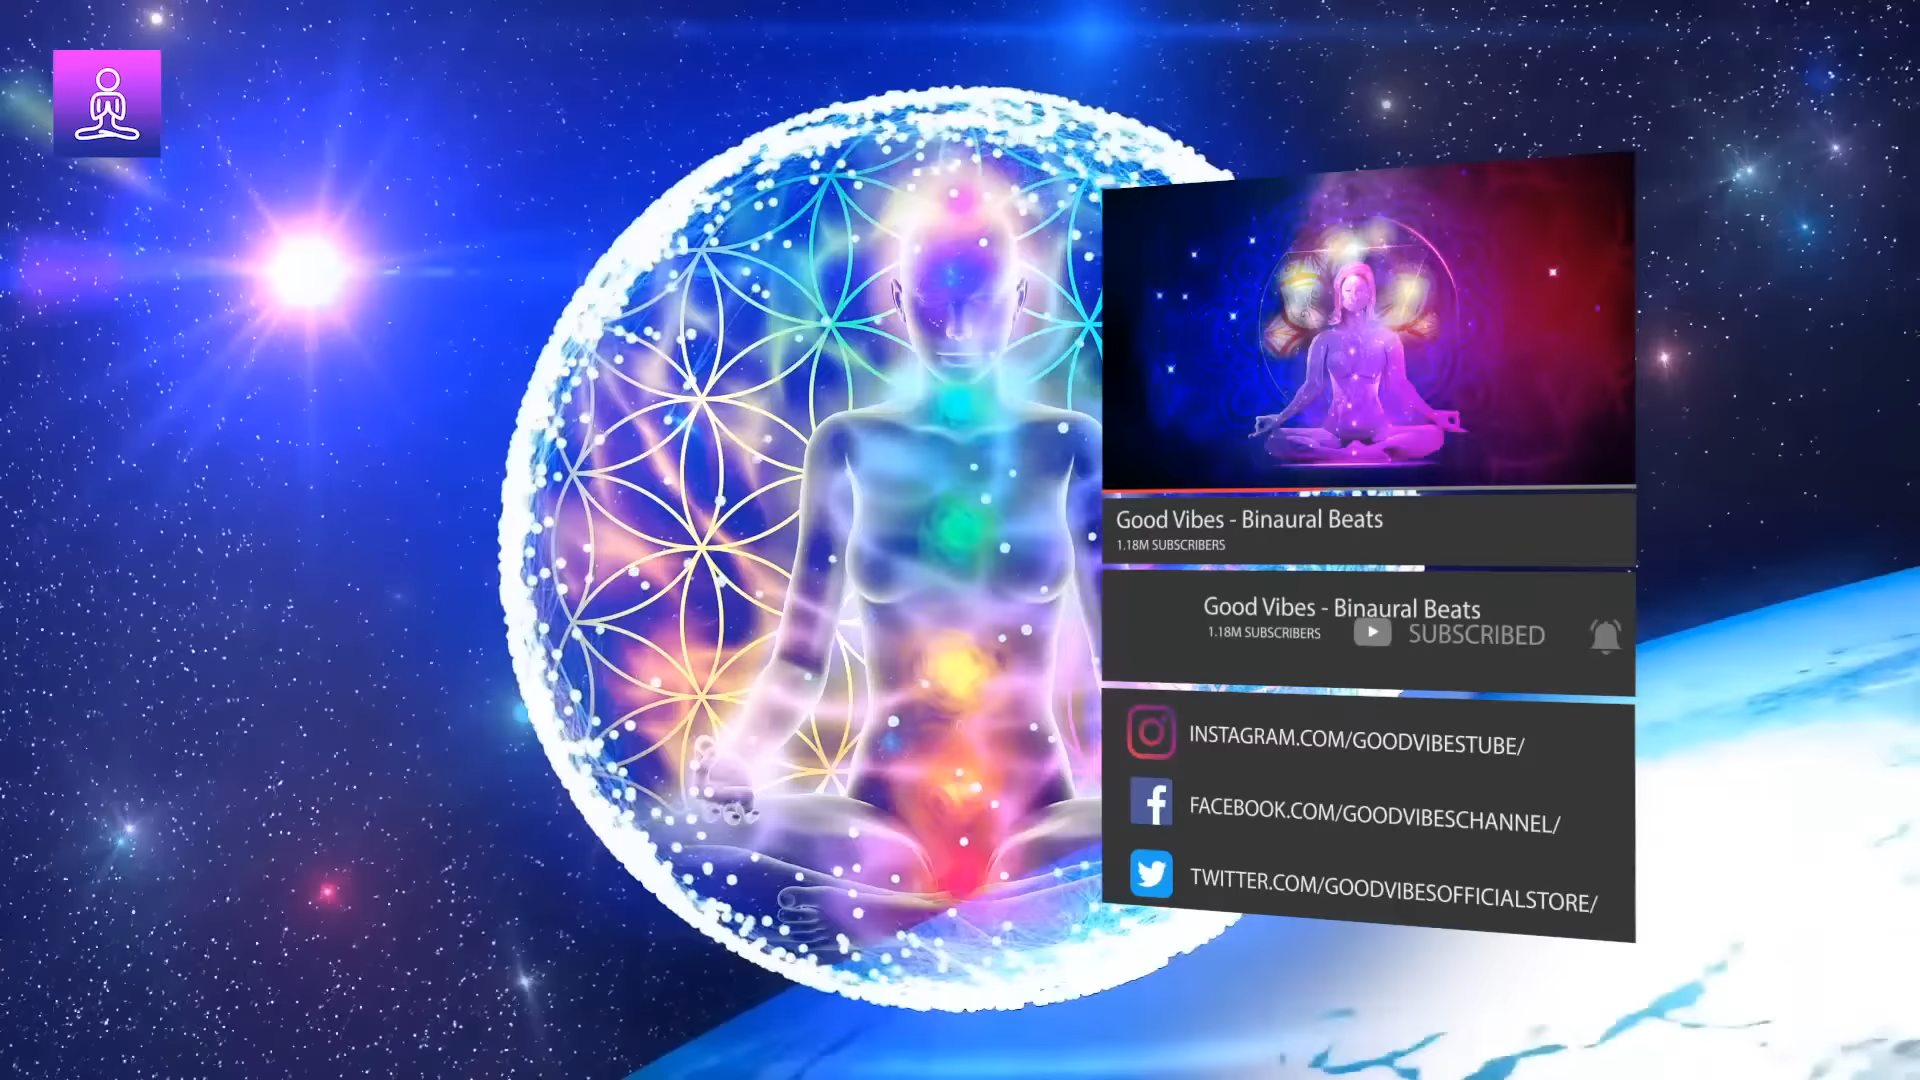 Good Vibes - Binaural Beats
1.18M SUBSCRIBERS
Good Vibes - Binaural Beats
1.18M SUBSCRIBERS
SUBSCRIBED
INSTAGRAM.COM/GOODVIBESTUBE/
FACEBOOK.COM/GOODVIBESCHANNEL/
TWITTER.COM/GOODVIBESOFFICIALSTORE/